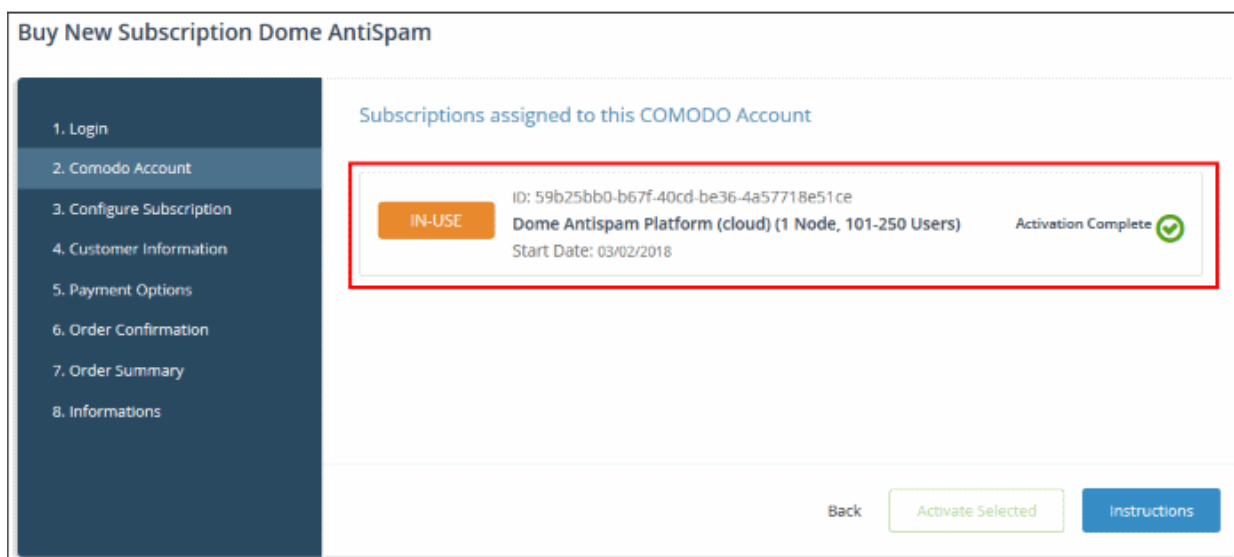 Buy New Subscription Dome AntiSpam
1. Login
2. Comodo Account
3. Configure Subscription
4. Customer Information
5. Payment Options
6. Order Confirmation
7. Order Summary
8. Informations
Subscriptions assigned to this COMODO Account
IN-USE
ID: 59b25bb0-b67f-40cd-be36-4a57718e51ce
Dome Antispam Platform (cloud) (1 Node, 101-250 Users)
Start Date: 03/02/2018
Activation Complete
Back
Activate Selected
Instructions